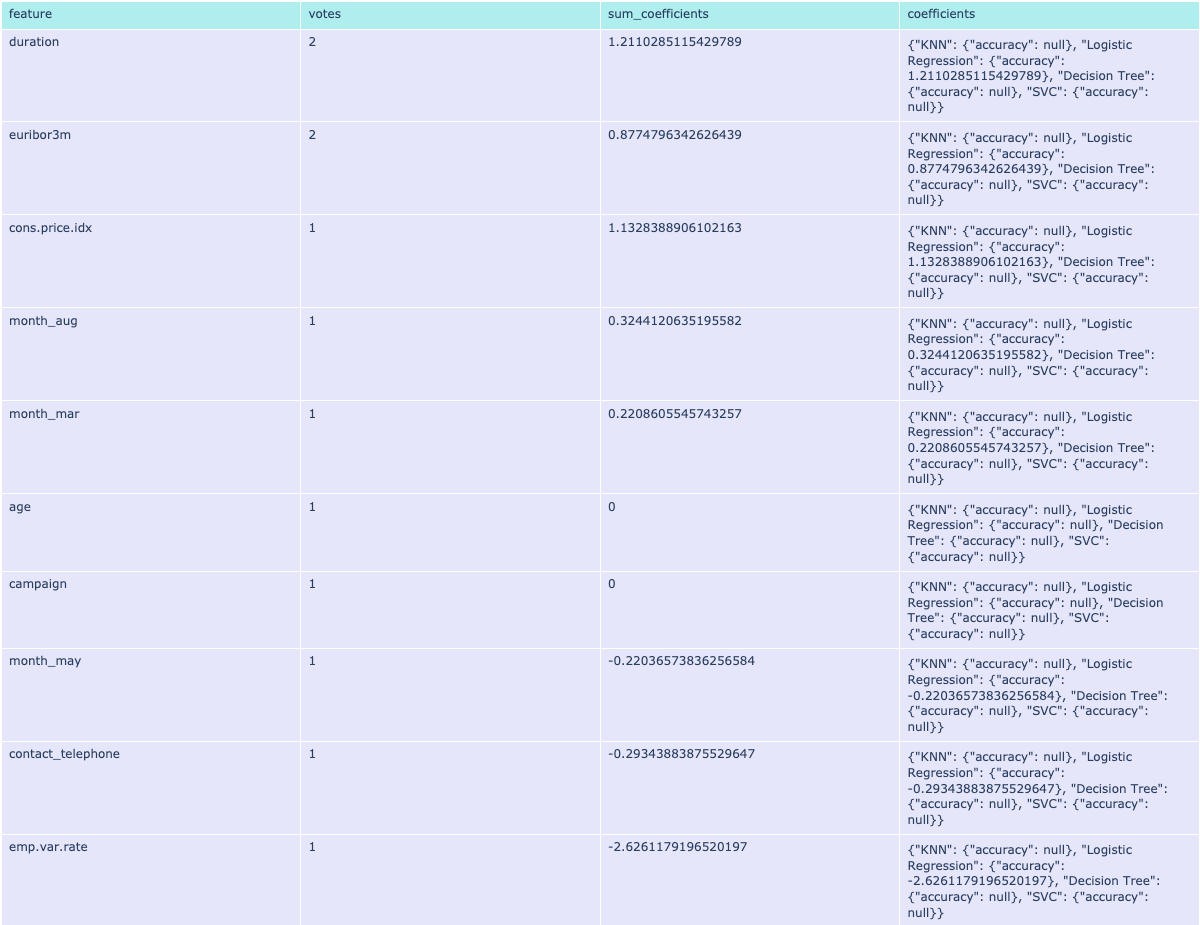 feature votes sum_coefficients coefficients
duration 2 1.2110285115429789 {"KNN": {"accuracy": null}, "Logistic
Regression": {"accuracy":
1.2110285115429789}, "Decision Tree":
{"accuracy": null}, "SVC": {"accuracy":
null}}
euribor3m 2 0.8774796342626439 {"KNN": {"accuracy": null}, "Logistic
Regression": {"accuracy":
0.8774796342626439}, "Decision Tree":
{"accuracy": null}, "SVC": {"accuracy":
null}}
cons.price.idx 1 1.1328388906102163 {"KNN": {"accuracy": null}, "Logistic
Regression": {"accuracy":
1.1328388906102163}, "Decision Tree":
{"accuracy": null}, "SVC": {"accuracy":
null}}
month_aug 1 0.3244120635195582 {"KNN": {"accuracy": null}, "Logistic
Regression": {"accuracy":
0.3244120635195582}, "Decision Tree":
{"accuracy": null}, "SVC": {"accuracy":
null}}
month_mar 1 0.2208605545743257 {"KNN": {"accuracy": null}, "Logistic
Regression": {"accuracy":
0.2208605545743257}, "Decision Tree":
{"accuracy": null}, "SVC": {"accuracy":
null}}
age 1 0 {"KNN": {"accuracy": null}, "Logistic
Regression": {"accuracy": null}, "Decision
Tree": {"accuracy": null}, "SVC":
{"accuracy": null}}
campaign 1 0 {"KNN": {"accuracy": null}, "Logistic
Regression": {"accuracy": null}, "Decision
Tree": {"accuracy": null}, "SVC":
{"accuracy": null}}
month_may 1 -0.22036573836256584 {"KNN": {"accuracy": null}, "Logistic
Regression": {"accuracy":
-0.22036573836256584}, "Decision Tree":
{"accuracy": null}, "SVC": {"accuracy":
null}}
contact_telephone 1 -0.29343883875529647 {"KNN": {"accuracy": null}, "Logistic
Regression": {"accuracy":
-0.29343883875529647}, "Decision Tree":
{"accuracy": null}, "SVC": {"accuracy":
null}}
emp.var.rate 1 -2.6261179196520197 {"KNN": {"accuracy": null}, "Logistic
Regression": {"accuracy":
-2.6261179196520197}, "Decision Tree":
{"accuracy": null}, "SVC": {"accuracy":
null}}